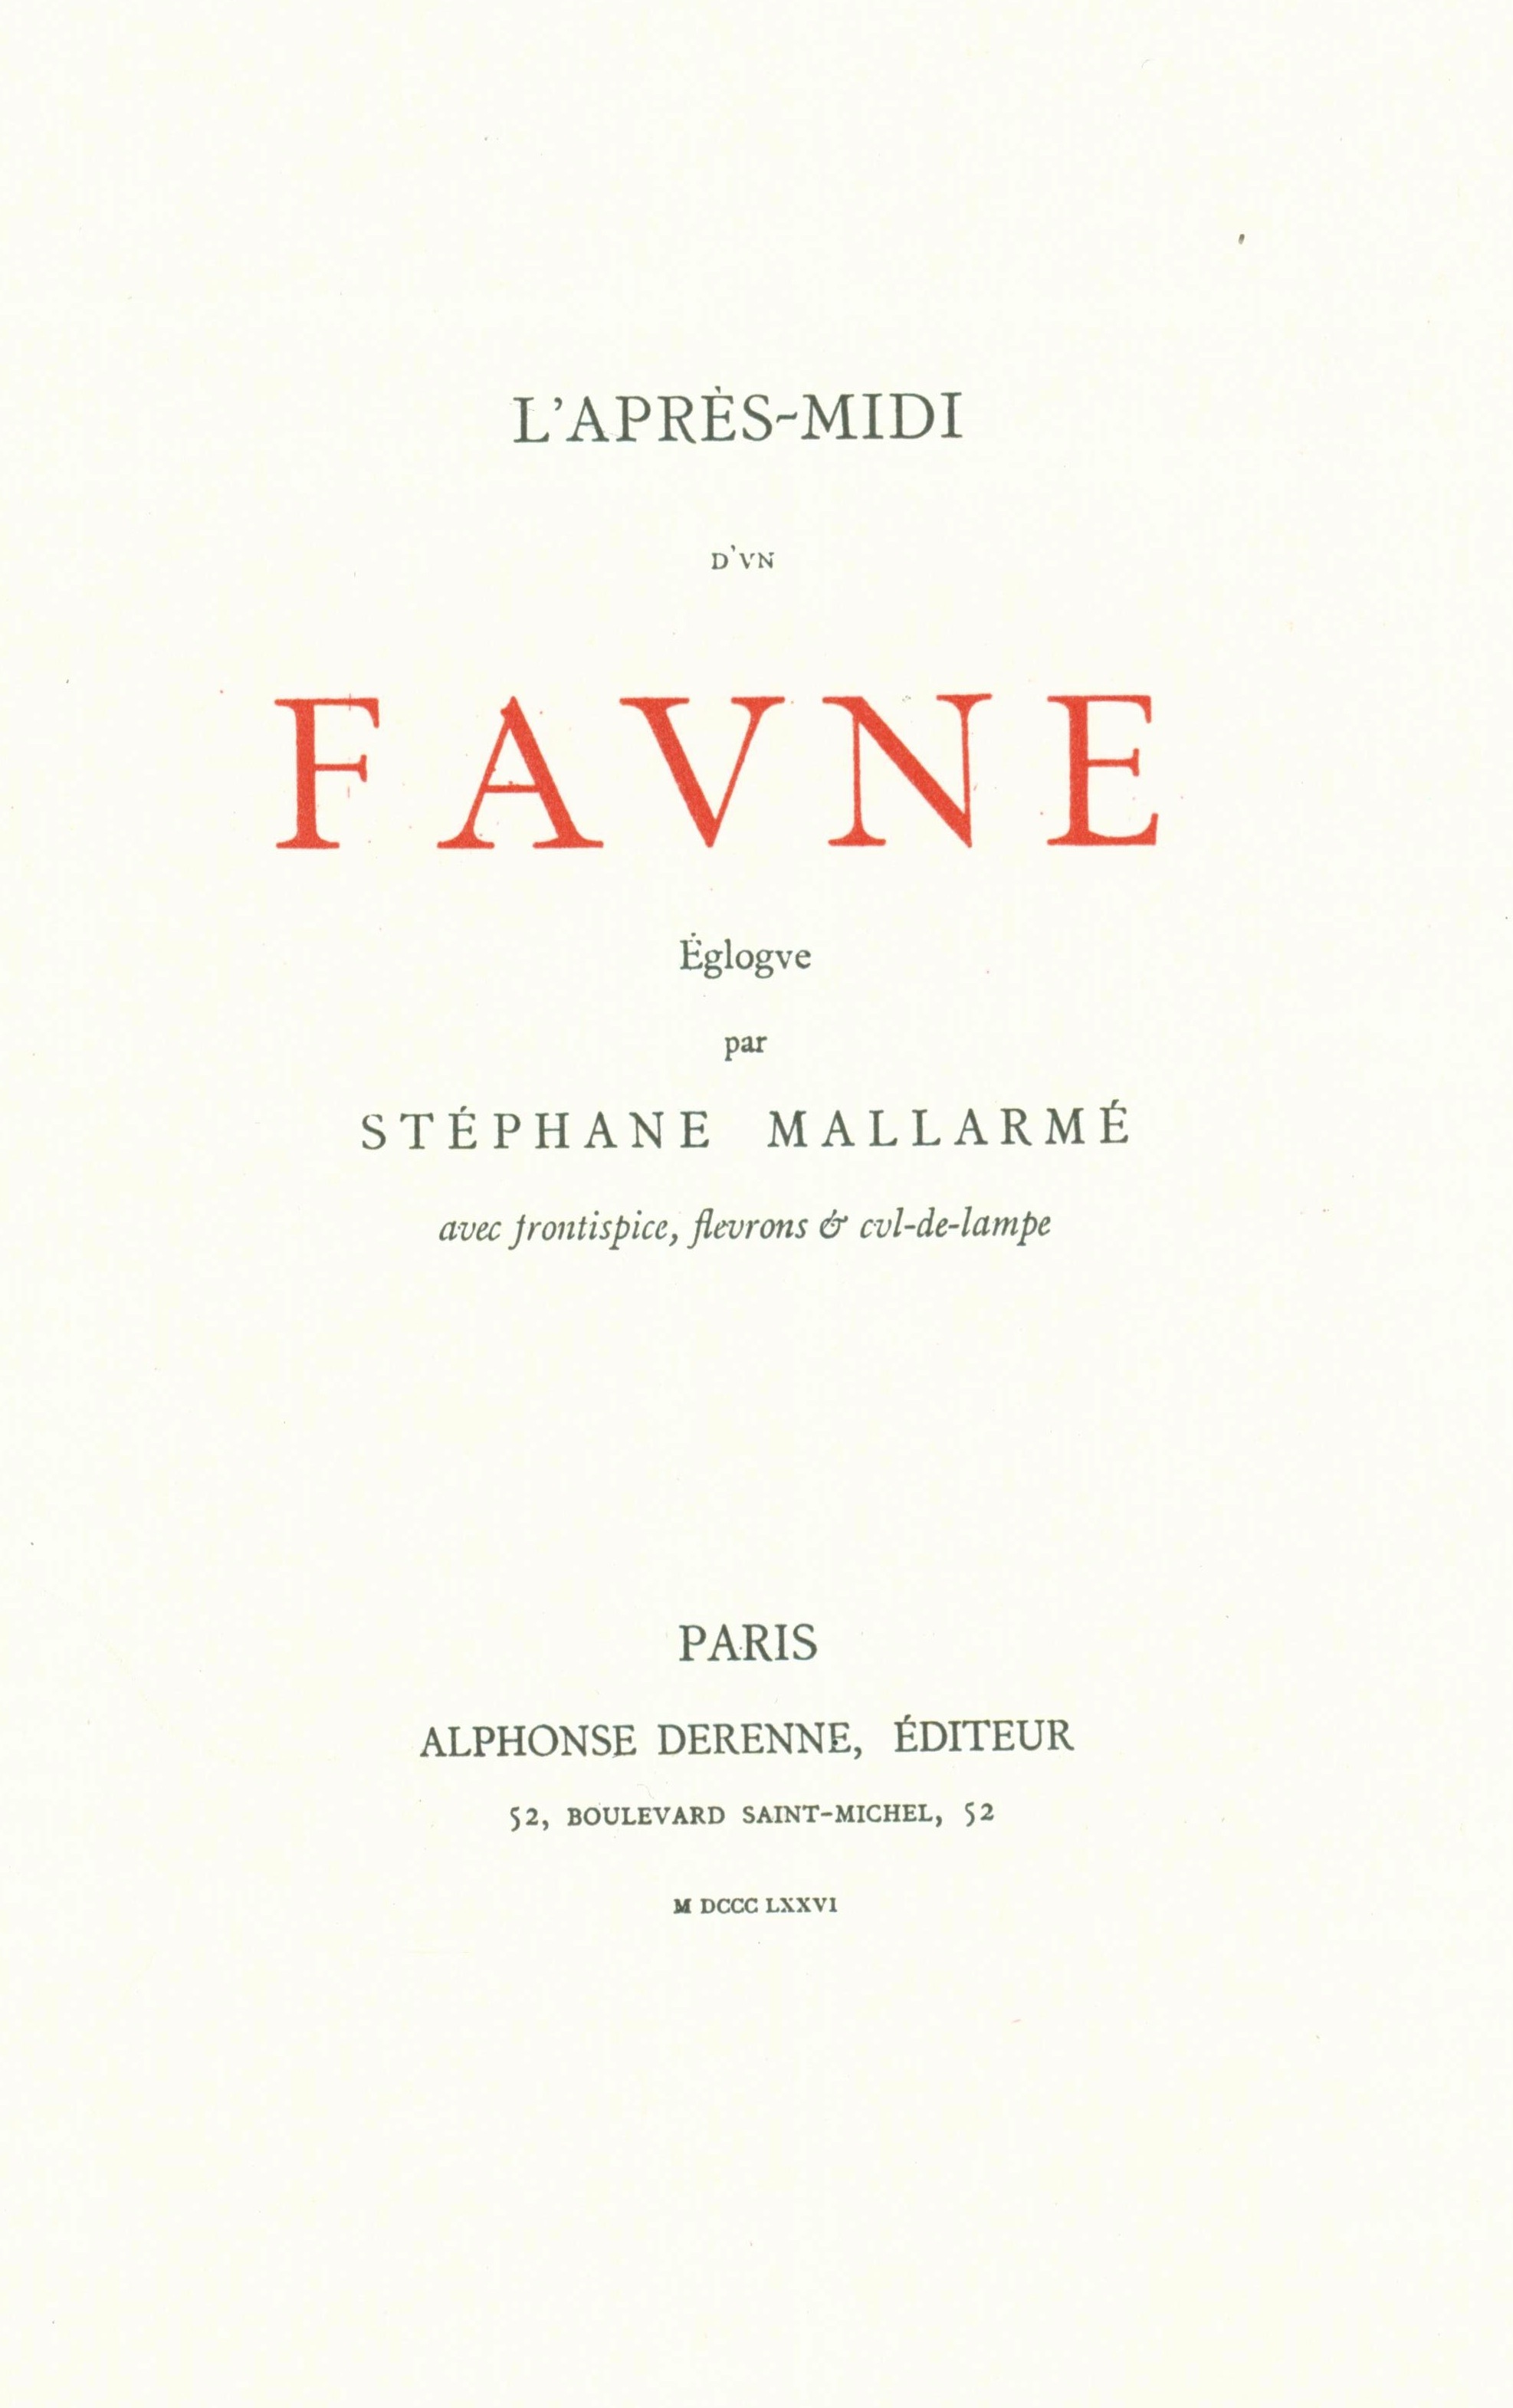 L'APRÈS-MIDI
D'VN
FAVNE
Églogve
par
STÉPHANE MALLARMÉ
avec frontispice, flevrons & cvl-de-lampe
PARIS
ALPHONSE DERENNE, ÉDITEUR
52, BOULEVARD SAINT-MICHEL, 52
M DCCC LXXVI